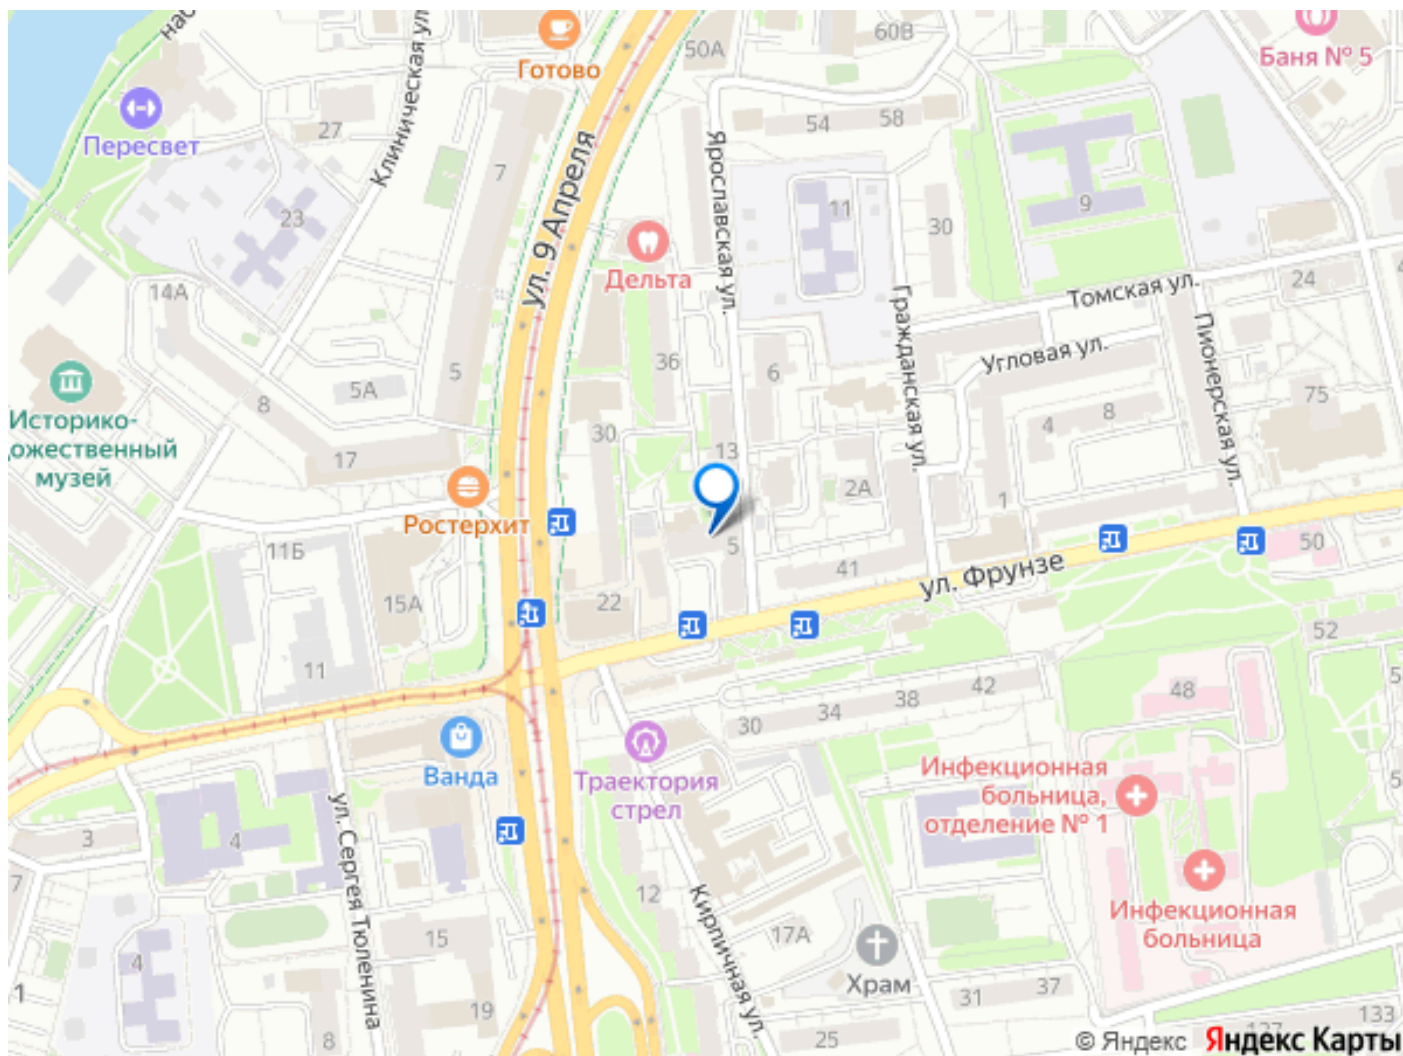 наб
Клиническая ул.
Готово
50А
60В
Баня № 5
Пересвет
27
7
54
58
Ярославская ул.
ул. 9 Апреля
23
11
30
9
Дельта
14А
Гражданская ул.
Томская ул.
24
Пионерская ул.
Угловая ул.
36
6
5
5А
8
75
Историко-
ожественный
музей
30
17
13
4
8
Ростерхит
2А
1
11Б
5
41
ул. Фрунзе
50
15А
22
52
11
48
42
38
34
30
Ванда
Траектория
стрел
Инфекционная
больница,
отделение № 1
ул. Сергея Тюленина
3
4
7
12
Кирпичная ул.
Инфекционная
больница
15
17А
Храм
4
1
19
31
37
8
25
127
133
© Яндекс Яндекс Карты